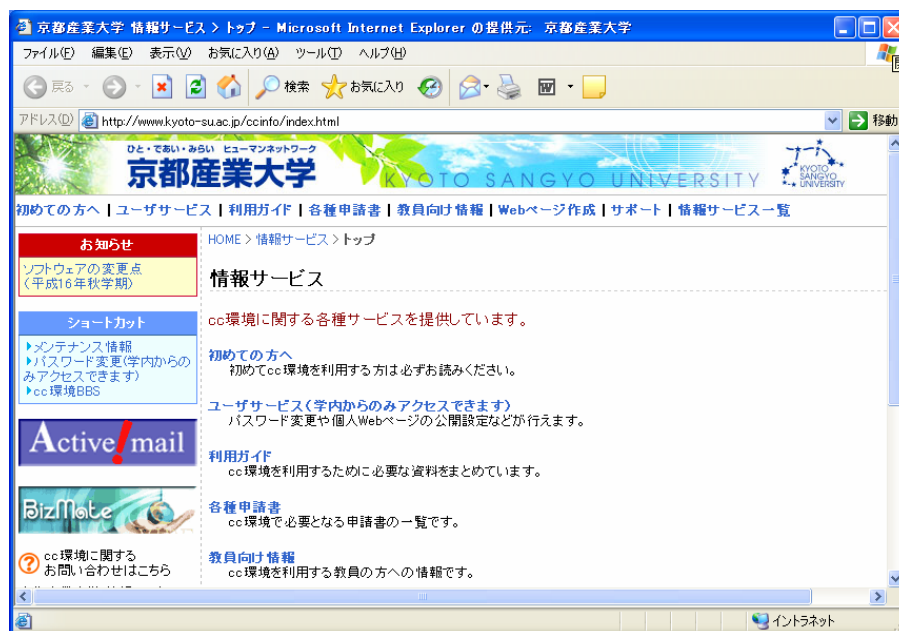 京都産業大学 情報サービス > トップ - Microsoft Internet Explorer の提供元: 京都産業大学
ファイル(F) 編集(E) 表示(V) お気に入り(A) ツール(T) ヘルプ(H)
戻る 検索 お気に入り
アドレス(D) http://www.kyoto-su.ac.jp/ccinfo/index.html 移動
ひと・であい・みらい ヒューマンネットワーク
京都産業大学
KYOTO SANGYO UNIVERSITY
KYOTO
SANGYO
UNIVERSITY
初めての方へ | ユーザサービス | 利用ガイド | 各種申請書 | 教員向け情報 | Webページ作成 | サポート | 情報サービス一覧
お知らせ
ソフトウェアの変更点
(平成16年秋学期)
ショートカット
メンテナンス情報
パスワード変更(学内からの
みアクセスできます)
cc環境BBS
Active!mail
BizMate
? cc環境に関する
お問い合わせはこちら
HOME > 情報サービス > トップ
情報サービス
cc環境に関する各種サービスを提供しています。
初めての方へ
初めてcc環境を利用する方は必ずお読みください。
ユーザサービス(学内からのみアクセスできます)
パスワード変更や個人Webページの公開設定などが行えます。
利用ガイド
cc環境を利用するために必要な資料をまとめています。
各種申請書
cc環境で必要となる申請書の一覧です。
教員向け情報
cc環境を利用する教員の方への情報です。
イントラネット